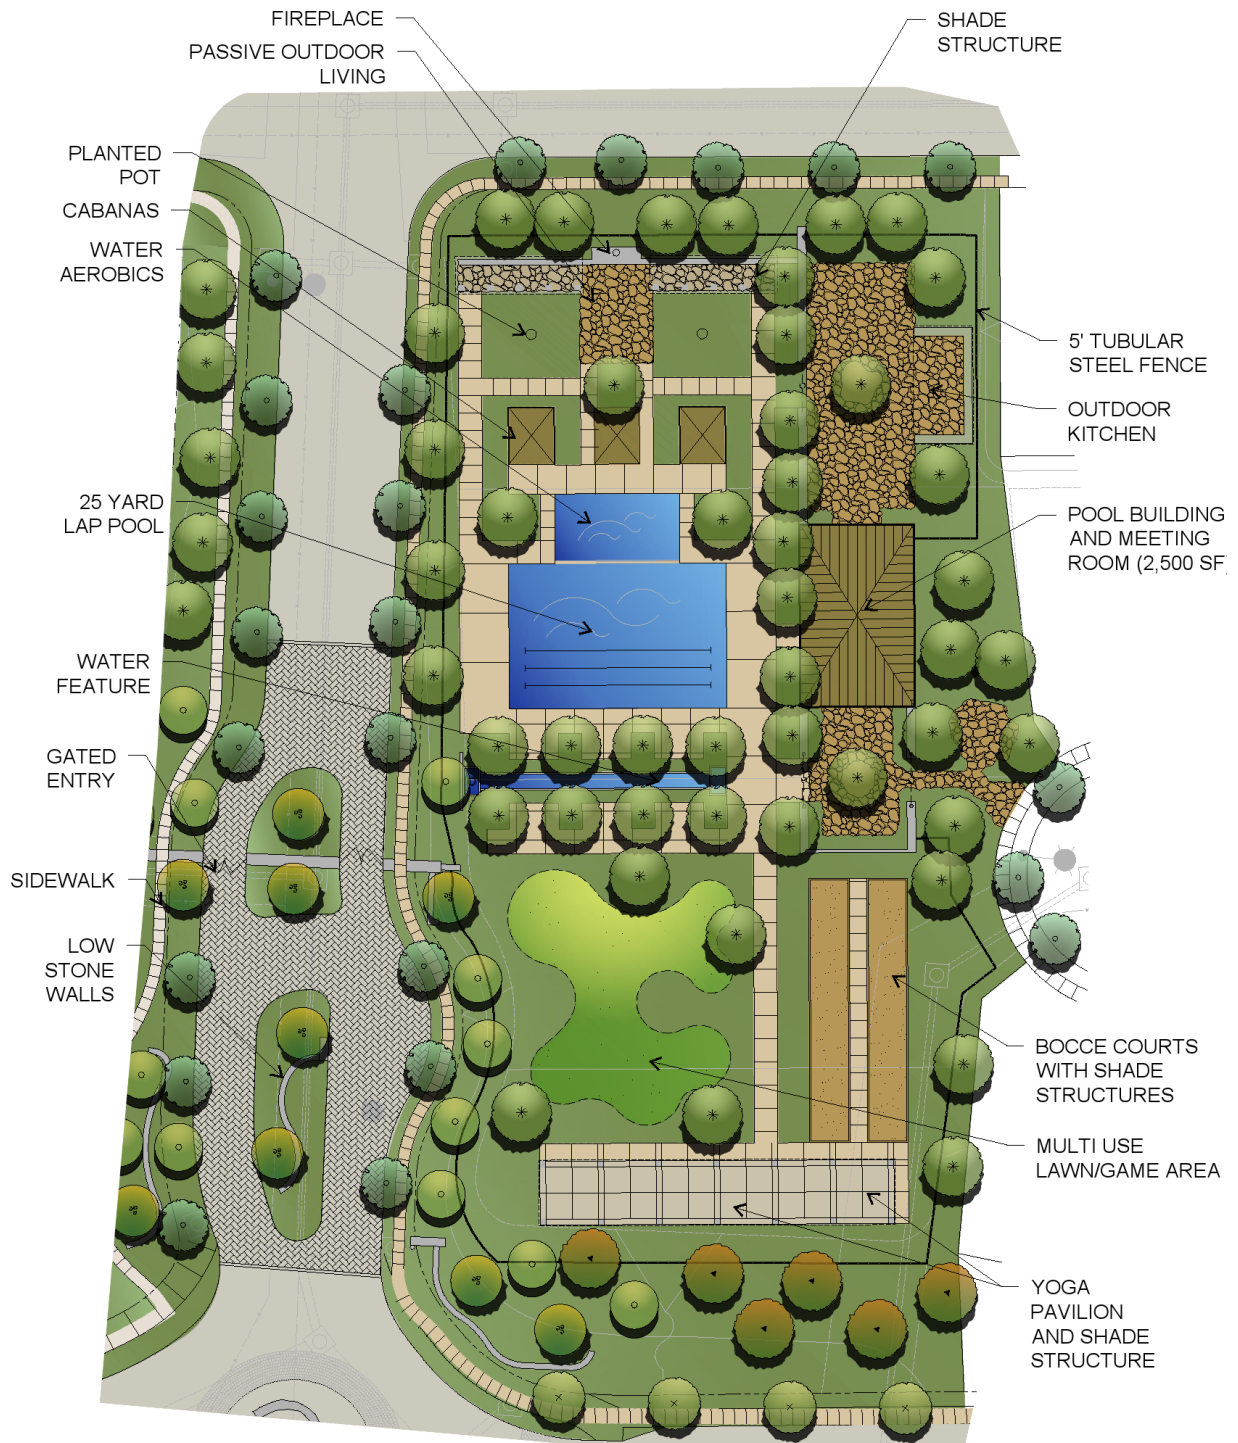 FIREPLACE
PASSIVE OUTDOOR
LIVING
SHADE
STRUCTURE
PLANTED
POT
CABANAS
WATER
AEROBICS
5' TUBULAR
STEEL FENCE
OUTDOOR
KITCHEN
25 YARD
LAP POOL
POOL BUILDING
AND MEETING
ROOM (2,500 SF)
WATER
FEATURE
GATED
ENTRY
SIDEWALK
LOW
STONE
WALLS
BOCCE COURTS
WITH SHADE
STRUCTURES
MULTI USE
LAWN/GAME AREA
YOGA
PAVILION
AND SHADE
STRUCTURE